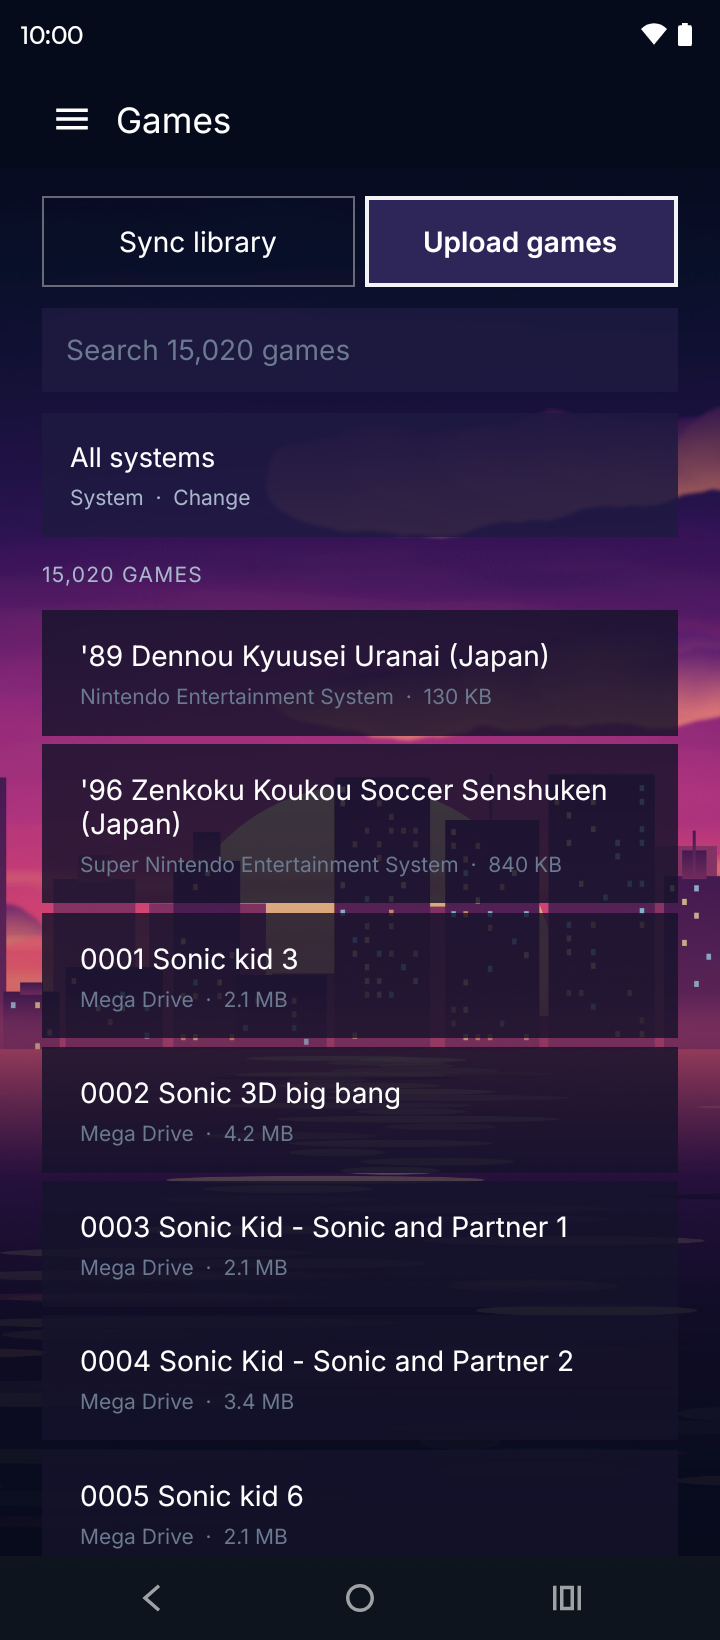 10:00
Games
Sync library
Upload games
Search 15,020 games
All systems
System · Change
15,020 GAMES
'89 Dennou Kyuusei Uranai (Japan)
Nintendo Entertainment System · 130 KB
'96 Zenkoku Koukou Soccer Senshuken
(Japan)
Super Nintendo Entertainment System · 840 KB
0001 Sonic kid 3
Mega Drive · 2.1 MB
0002 Sonic 3D big bang
Mega Drive · 4.2 MB
0003 Sonic Kid - Sonic and Partner 1
Mega Drive · 2.1 MB
0004 Sonic Kid - Sonic and Partner 2
Mega Drive · 3.4 MB
0005 Sonic kid 6
Mega Drive · 2.1 MB